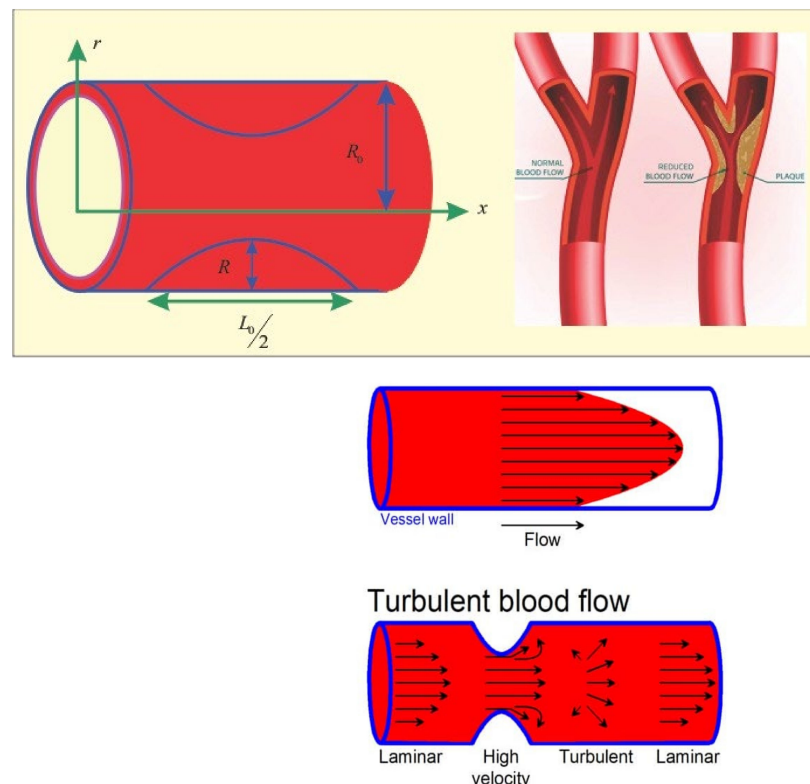 r
R₀
x
R
L₀/2
NORMAL
BLOOD FLOW
REDUCED
BLOOD FLOW
PLAQUE
Vessel wall
Flow
Turbulent blood flow
Laminar
High
velocity
Turbulent
Laminar